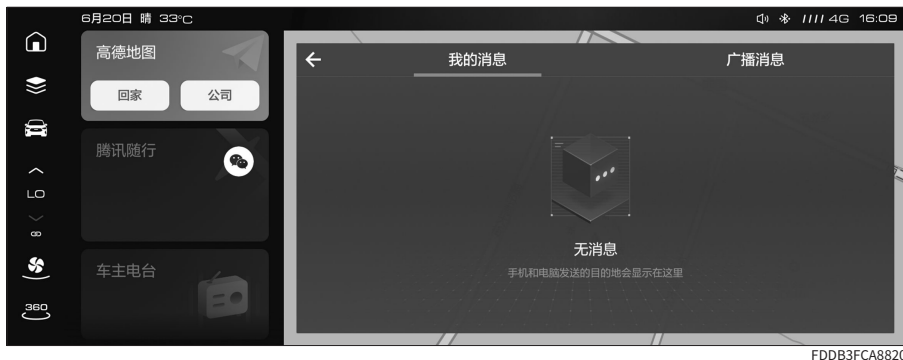 6月20日 晴 33°C
4G 16:09
高德地图
回家
公司
腾讯随行
车主电台
LO
360
我的消息
广播消息
无消息
手机和电脑发送的目的地会显示在这里
FDDB3FCA8820